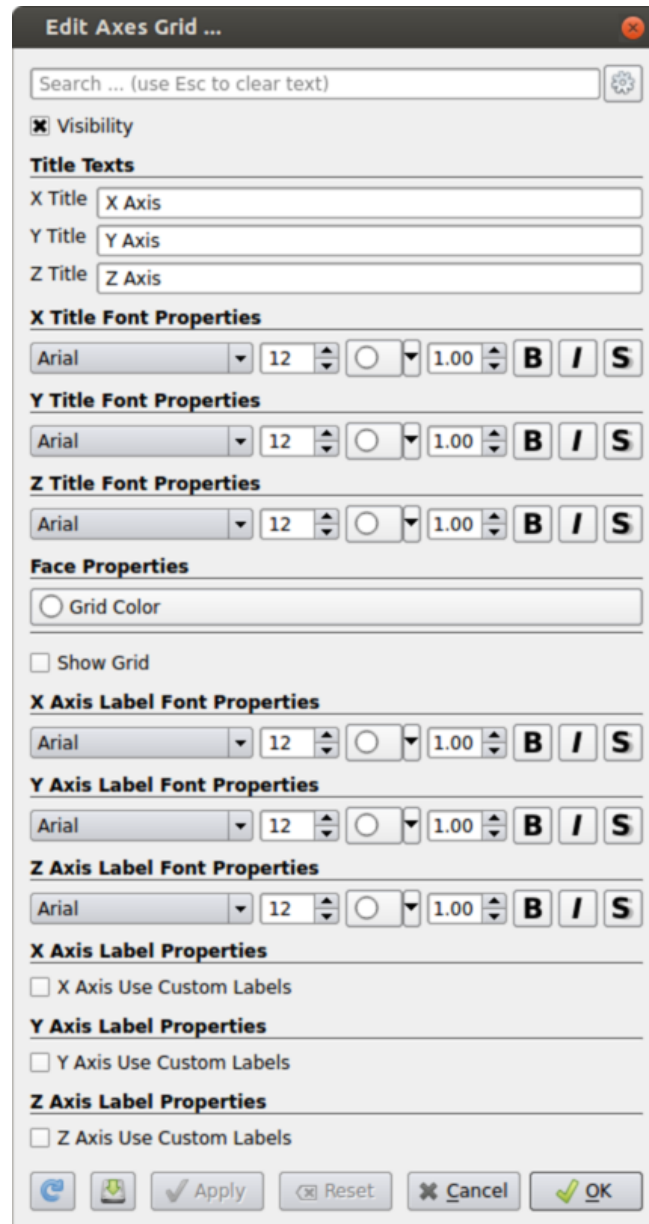 Edit Axes Grid ...
Search ... (use Esc to clear text)
Visibility
Title Texts
X Title X Axis
Y Title Y Axis
Z Title Z Axis
X Title Font Properties
Arial 12 1.00 B I S
Y Title Font Properties
Arial 12 1.00 B I S
Z Title Font Properties
Arial 12 1.00 B I S
Face Properties
Grid Color
Show Grid
X Axis Label Font Properties
Arial 12 1.00 B I S
Y Axis Label Font Properties
Arial 12 1.00 B I S
Z Axis Label Font Properties
Arial 12 1.00 B I S
X Axis Label Properties
X Axis Use Custom Labels
Y Axis Label Properties
Y Axis Use Custom Labels
Z Axis Label Properties
Z Axis Use Custom Labels
Apply Reset Cancel OK